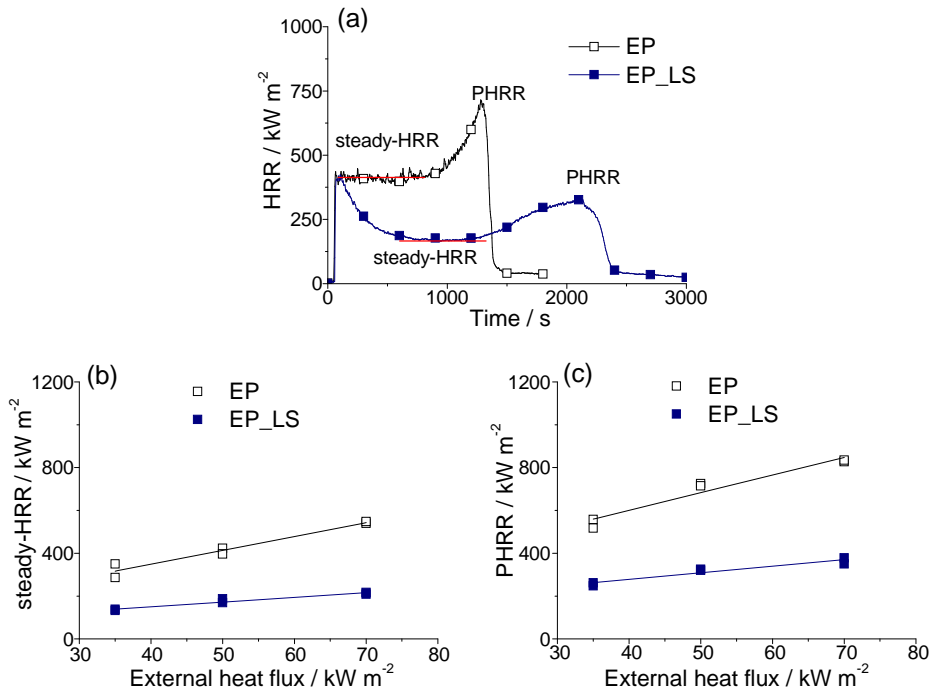 (a)
EP
EP_LS
1000
750
500
250
0
HRR / kW m-2
PHRR
steady-HRR
PHRR
steady-HRR
0 1000 2000 3000
Time / s
(b)
EP
EP_LS
1200
800
400
0
steady-HRR / kW m-2
30 40 50 60 70 80
External heat flux / kW m-2
(c)
EP
EP_LS
1200
800
400
0
PHRR / kW m-2
30 40 50 60 70 80
External heat flux / kW m-2